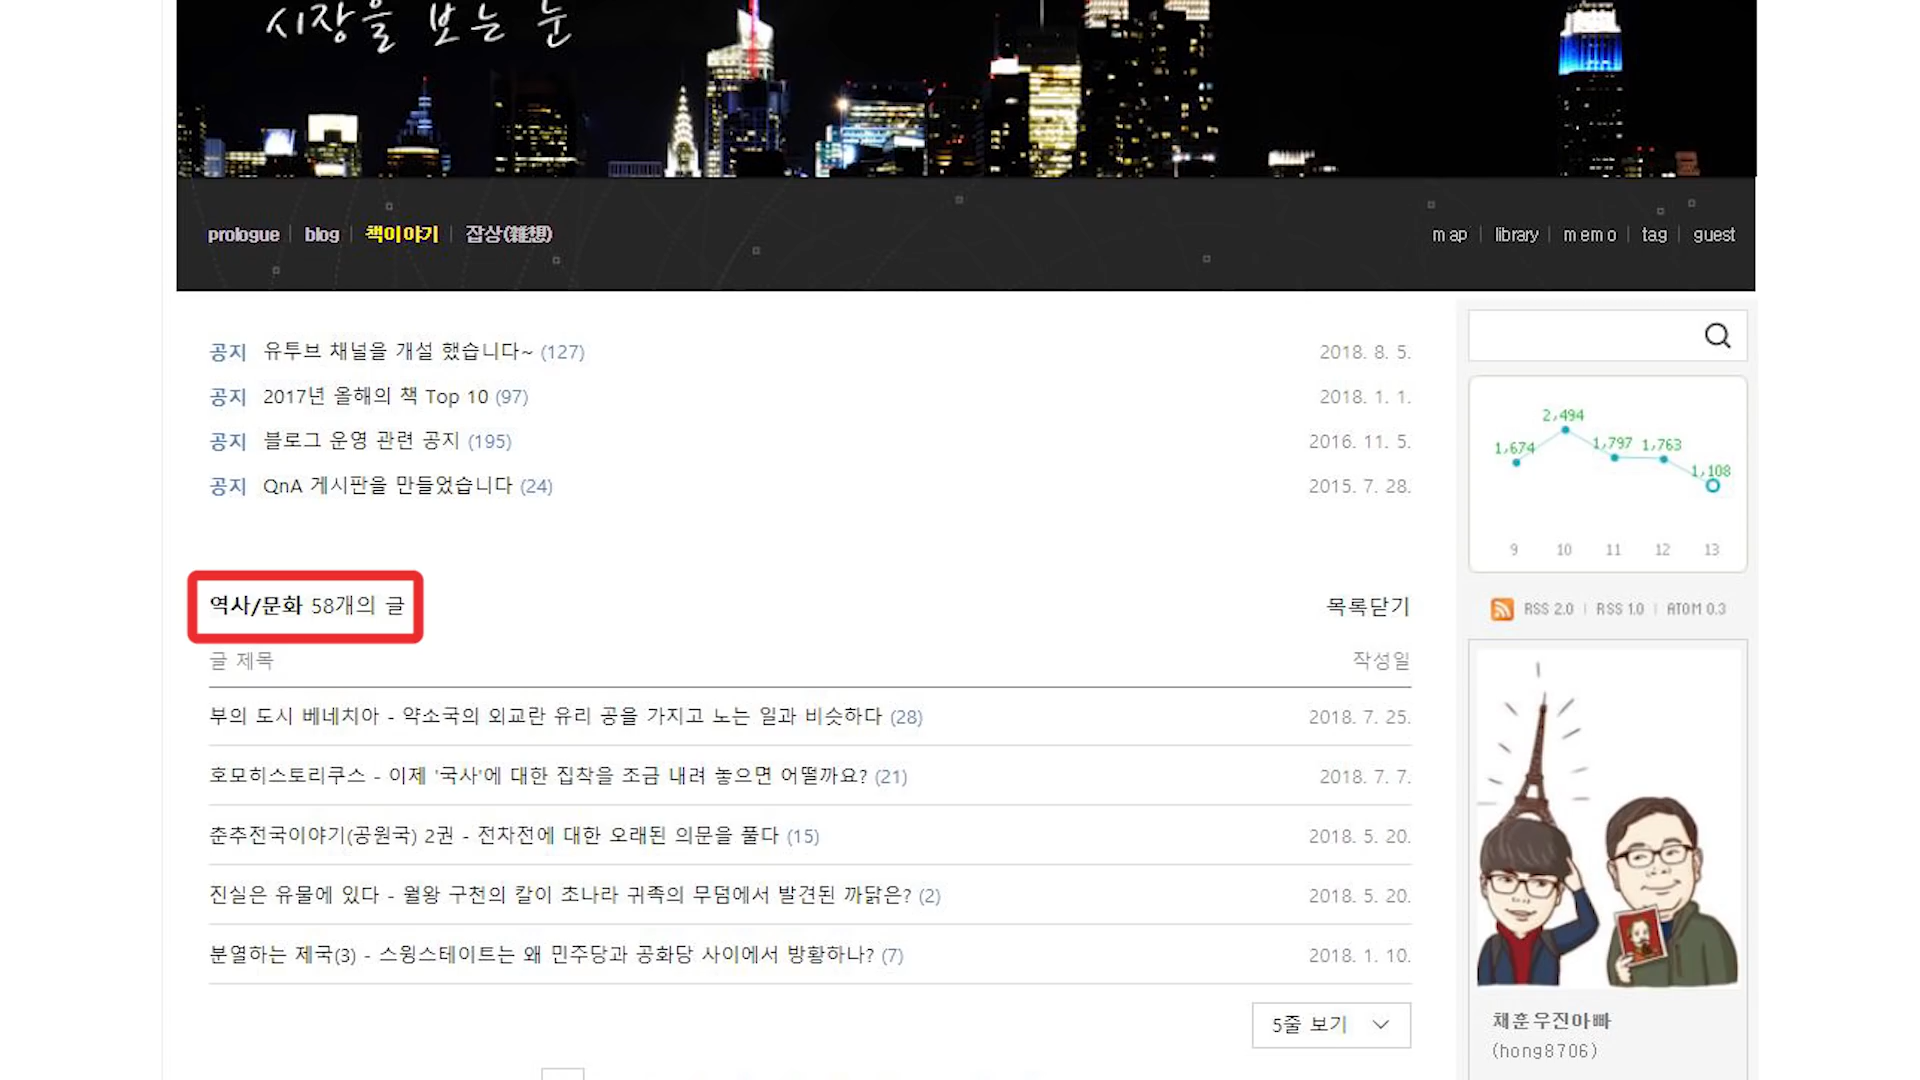 시장을 보는 눈
prologue | blog | 책이야기 | 잡상(雜想)
map | library | memo | tag | guest
공지 유투브 채널을 개설 했습니다~ (127) 2018. 8. 5.
공지 2017년 올해의 책 Top 10 (97) 2018. 1. 1.
공지 블로그 운영 관련 공지 (195) 2016. 11. 5.
공지 QnA 게시판을 만들었습니다 (24) 2015. 7. 28.
역사/문화 58개의 글 목록닫기
글 제목 작성일
부의 도시 베네치아 - 약소국의 외교란 유리 공을 가지고 노는 일과 비슷하다 (28) 2018. 7. 25.
호모히스토리쿠스 - 이제 '국사'에 대한 집착을 조금 내려 놓으면 어떨까요? (21) 2018. 7. 7.
춘추전국이야기(공원국) 2권 - 전차전에 대한 오래된 의문을 풀다 (15) 2018. 5. 20.
진실은 유물에 있다 - 월왕 구천의 칼이 초나라 귀족의 무덤에서 발견된 까닭은? (2) 2018. 5. 20.
분열하는 제국(3) - 스윙스테이트는 왜 민주당과 공화당 사이에서 방황하나? (7) 2018. 1. 10.
5줄 보기
1,674 2,494 1,797 1,763 1,108
9 10 11 12 13
RSS 2.0 | RSS 1.0 | ATOM 0.3
채훈우진아빠
(hong8706)